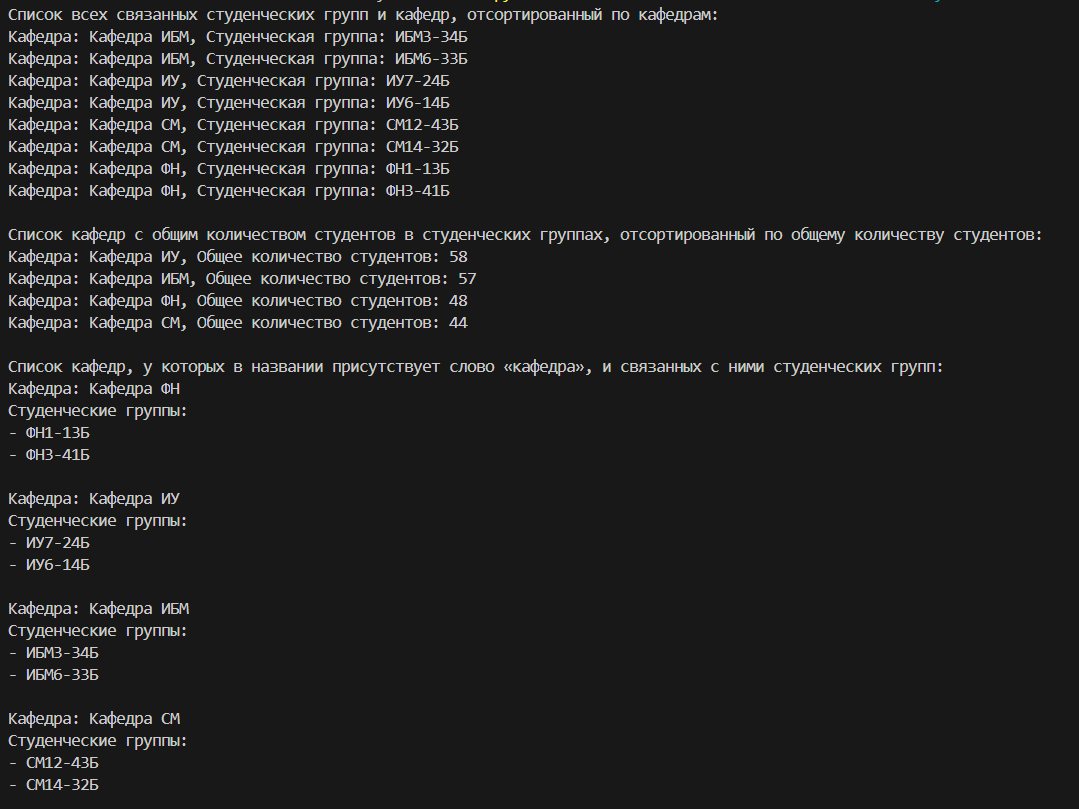 Список всех связанных студенческих групп и кафедр, отсортированный по кафедрам:
Кафедра: Кафедра ИБМ, Студенческая группа: ИБМ3-34Б
Кафедра: Кафедра ИБМ, Студенческая группа: ИБМ6-33Б
Кафедра: Кафедра ИУ, Студенческая группа: ИУ7-24Б
Кафедра: Кафедра ИУ, Студенческая группа: ИУ6-14Б
Кафедра: Кафедра СМ, Студенческая группа: СМ12-43Б
Кафедра: Кафедра СМ, Студенческая группа: СМ14-32Б
Кафедра: Кафедра ФН, Студенческая группа: ФН1-13Б
Кафедра: Кафедра ФН, Студенческая группа: ФН3-41Б

Список кафедр с общим количеством студентов в студенческих группах, отсортированный по общему количеству студентов:
Кафедра: Кафедра ИУ, Общее количество студентов: 58
Кафедра: Кафедра ИБМ, Общее количество студентов: 57
Кафедра: Кафедра ФН, Общее количество студентов: 48
Кафедра: Кафедра СМ, Общее количество студентов: 44

Список кафедр, у которых в названии присутствует слово «кафедра», и связанных с ними студенческих групп:
Кафедра: Кафедра ФН
Студенческие группы:
- ФН1-13Б
- ФН3-41Б

Кафедра: Кафедра ИУ
Студенческие группы:
- ИУ7-24Б
- ИУ6-14Б

Кафедра: Кафедра ИБМ
Студенческие группы:
- ИБМ3-34Б
- ИБМ6-33Б

Кафедра: Кафедра СМ
Студенческие группы:
- СМ12-43Б
- СМ14-32Б